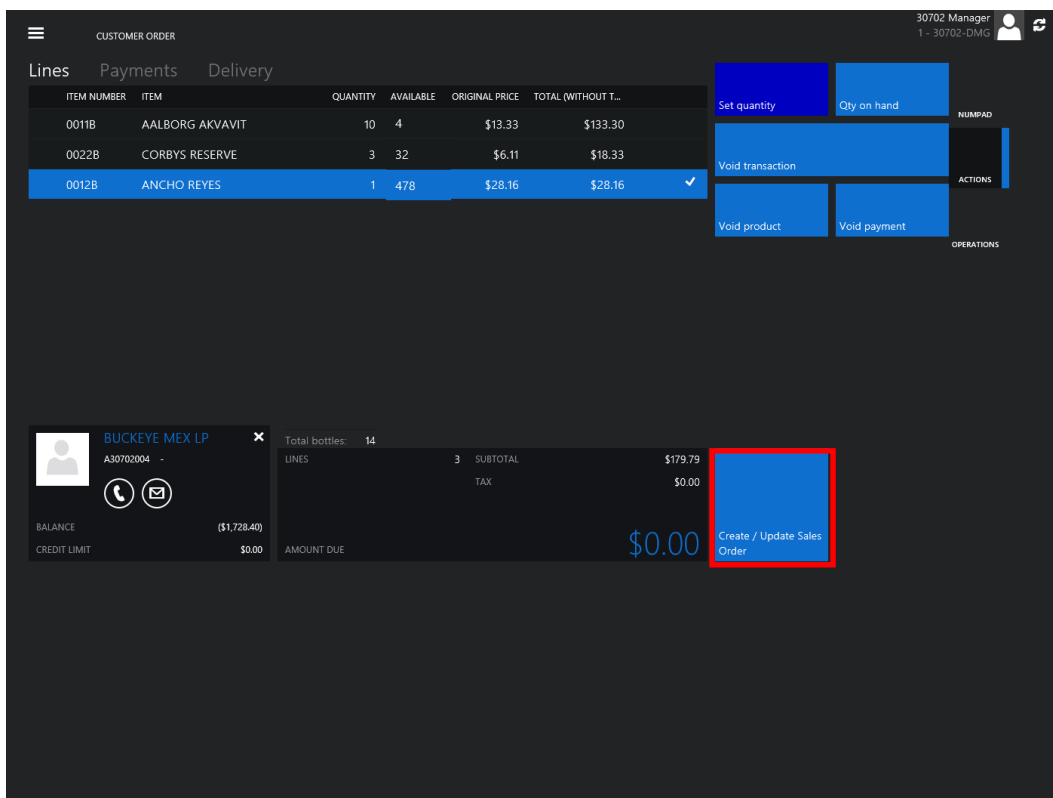 30702 Manager
CUSTOMER ORDER
1 - 30702-DMG
Lines Payments Delivery
ITEM NUMBER ITEM QUANTITY AVAILABLE ORIGINAL PRICE TOTAL (WITHOUT T...
0011B AALBORG AKVAVIT 10 4 $13.33 $133.30
0022B CORBYS RESERVE 3 32 $6.11 $18.33
0012B ANCHO REYES 1 478 $28.16 $28.16
Set quantity Qty on hand
NUMPAD
Void transaction
ACTIONS
Void product Void payment
OPERATIONS
BUCKEYE MEX LP
A30702004 -
BALANCE ($1,728.40)
CREDIT LIMIT $0.00
Total bottles: 14
LINES 3 SUBTOTAL $179.79
TAX $0.00
AMOUNT DUE $0.00
Create / Update Sales
Order